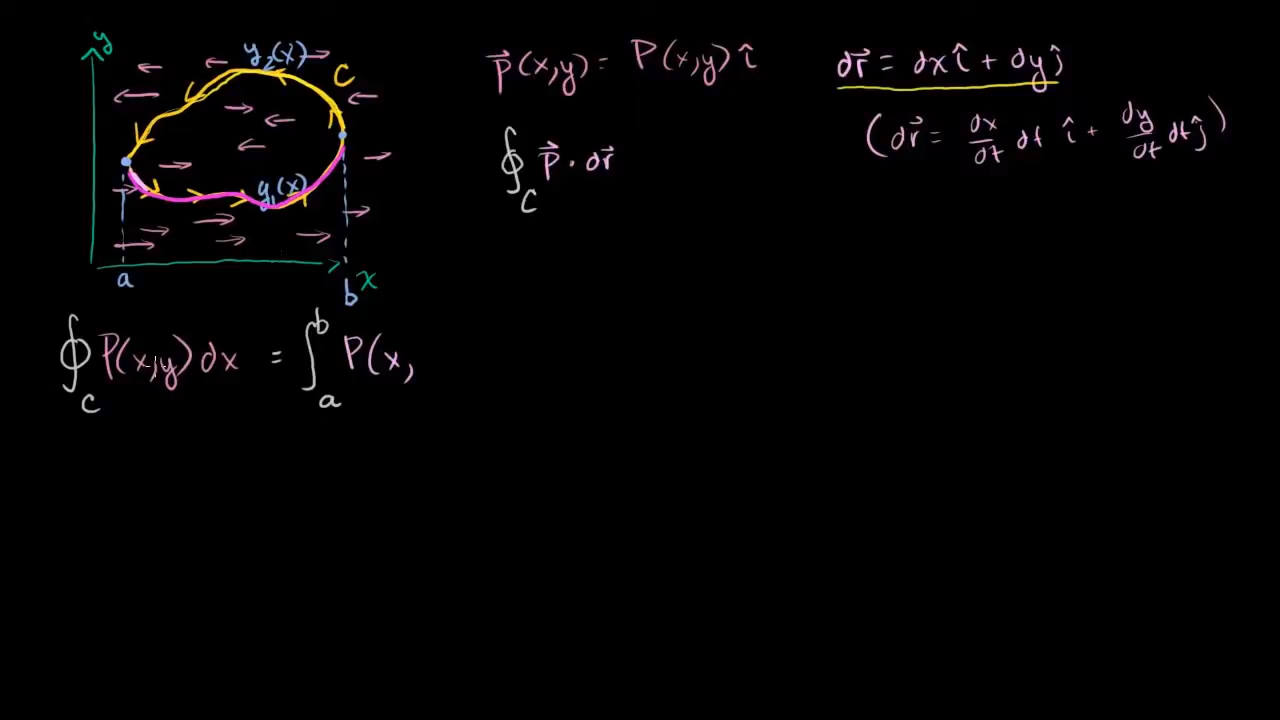 y
y₂(x)
C
y₁(x)
a
b
x
P⃗(x,y) = P(x,y) î
dr⃗ = dx î + dy ĵ
(dr⃗ = dx/dt dt î + dy/dt dt ĵ)
∮_C P⃗ · dr⃗
∮_C P(x,y) dx = ∫_a^b P(x,